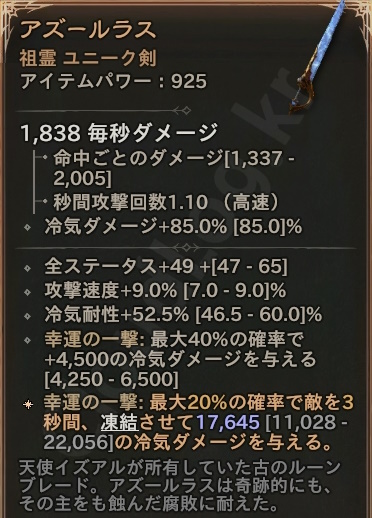 アズールラス
祖霊 ユニーク剣
アイテムパワー：925
1,838 毎秒ダメージ
命中ごとのダメージ[1,337 -
2,005]
秒間攻撃回数1.10（高速）
冷気ダメージ+85.0% [85.0]%
全ステータス+49 +[47 - 65]
攻撃速度+9.0% [7.0 - 9.0]%
冷気耐性+52.5% [46.5 - 60.0]%
幸運の一撃: 最大40%の確率で
+4,500の冷気ダメージを与える
[4,250 - 6,500]
幸運の一撃: 最大20%の確率で敵を3
秒間、凍結させて17,645 [11,028 -
22,056]の冷気ダメージを与える。
天使イズアルが所有していた古のルーン
ブレード。アズールラスは奇跡的にも、
その主をも蝕んだ腐敗に耐えた。